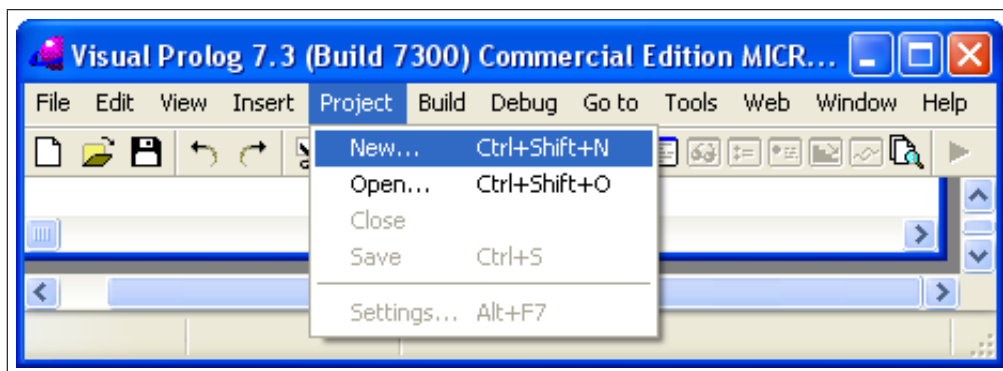 Visual Prolog 7.3 (Build 7300) Commercial Edition MICR...
File Edit View Insert Project Build Debug Go to Tools Web Window Help
New... Ctrl+Shift+N
Open... Ctrl+Shift+O
Close
Save Ctrl+S
Settings... Alt+F7